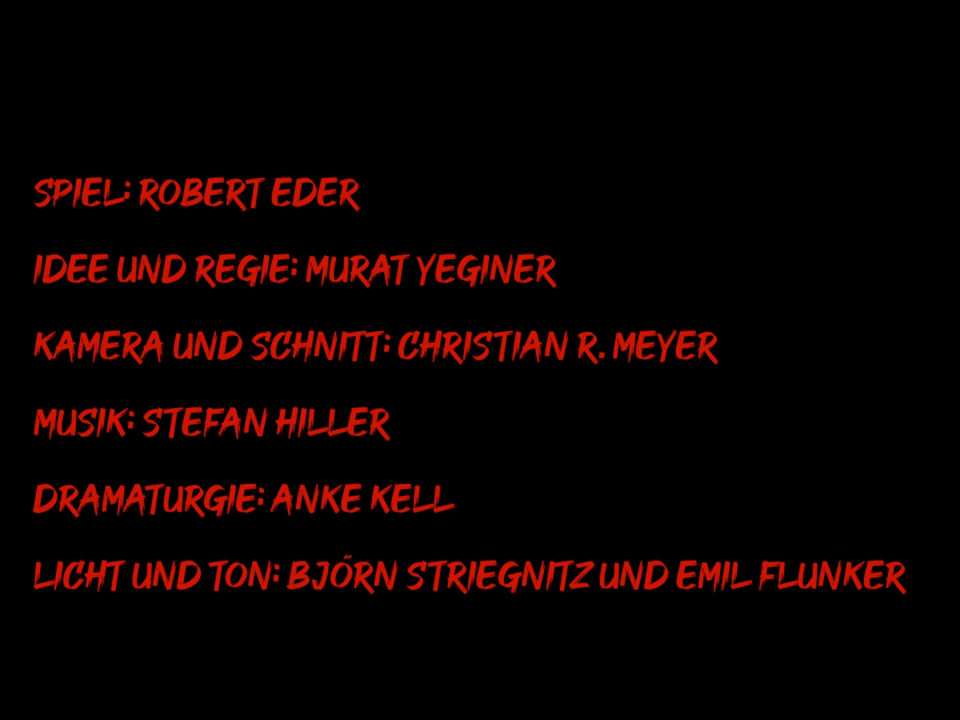 SPIEL: ROBERT EDER
IDEE UND REGIE: MURAT YEGINER
KAMERA UND SCHNITT: CHRISTIAN R. MEYER
MUSIK: STEFAN HILLER
DRAMATURGIE: ANKE KELL
LICHT UND TON: BJÖRN STRIEGNITZ UND EMIL FLUNKER